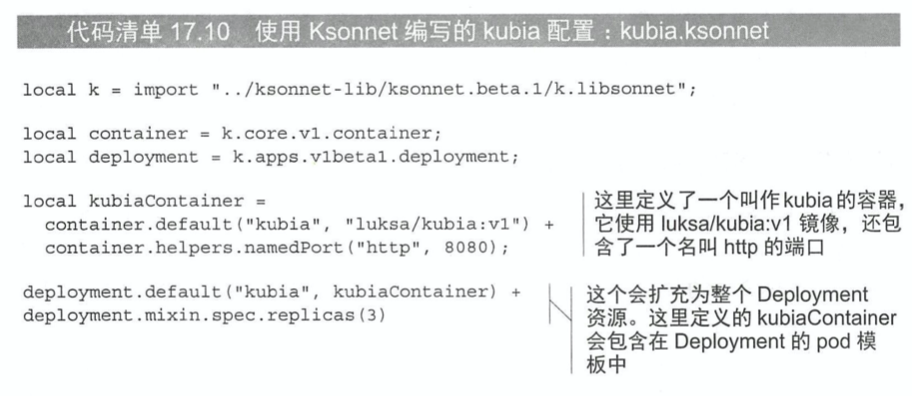 代码清单 17.10 使用 Ksonnet 编写的 kubia 配置：kubia.ksonnet
local k = import "../ksonnet-lib/ksonnet.beta.1/k.libsonnet";
local container = k.core.v1.container;
local deployment = k.apps.v1beta1.deployment;
local kubiaContainer =
container.default("kubia", "luksa/kubia:v1") +
container.helpers.namedPort("http", 8080);
这里定义了一个叫作 kubia 的容器，
它使用 luksa/kubia:v1 镜像，还包
含了一个名叫 http 的端口
deployment.default("kubia", kubiaContainer) +
deployment.mixin.spec.replicas(3)
这个会扩充为整个 Deployment
资源。这里定义的 kubiaContainer
会包含在 Deployment 的 pod 模
板中